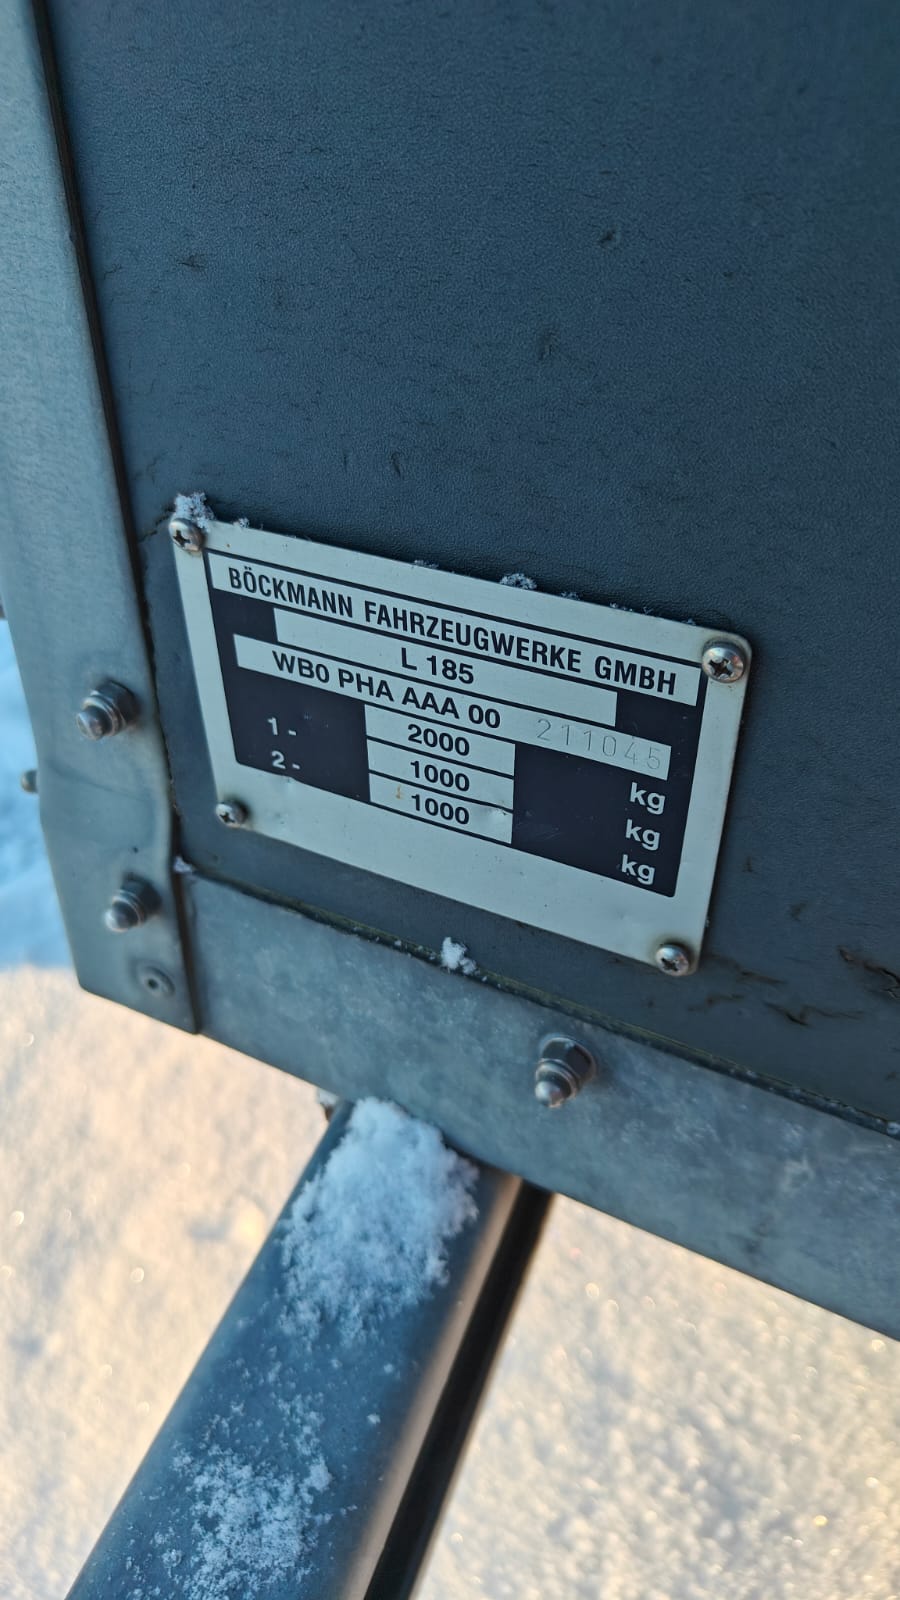 BÖCKMANN FAHRZEUGWERKE GMBH
L 185
WB0 PHA AAA 00 211045
2000 kg
1 - 1000 kg
2 - 1000 kg